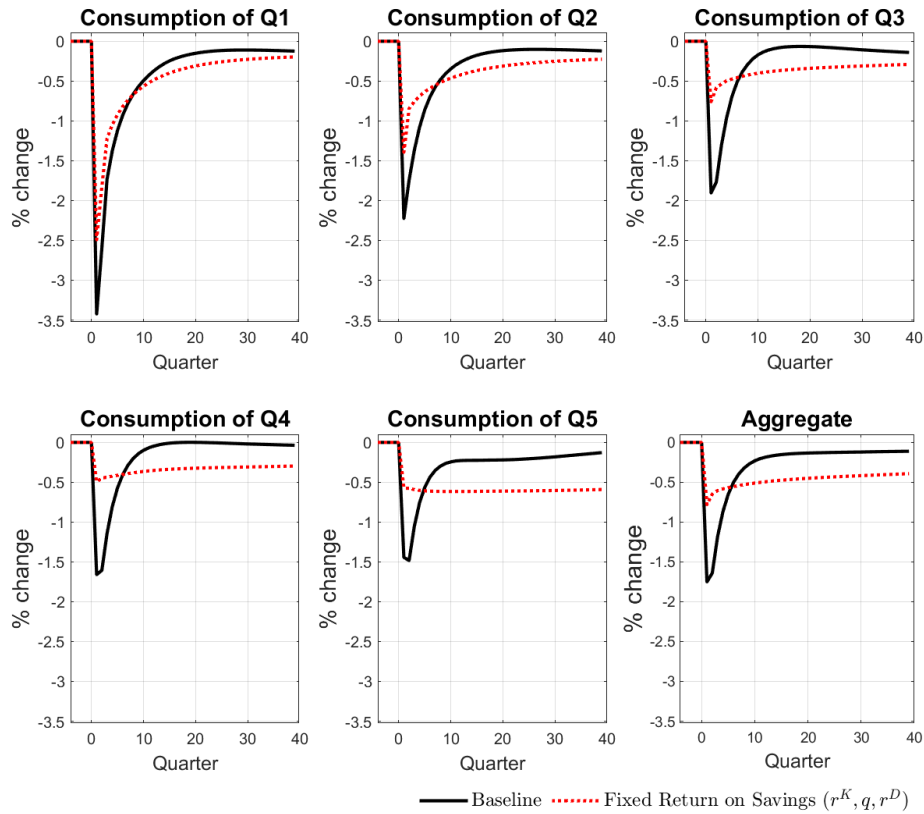 Consumption of Q1
Consumption of Q2
Consumption of Q3
% change
0
-0.5
-1
-1.5
-2
-2.5
-3
-3.5
0 10 20 30 40
Quarter
% change
0
-0.5
-1
-1.5
-2
-2.5
-3
-3.5
0 10 20 30 40
Quarter
% change
0
-0.5
-1
-1.5
-2
-2.5
-3
-3.5
0 10 20 30 40
Quarter
Consumption of Q4
Consumption of Q5
Aggregate
% change
0
-0.5
-1
-1.5
-2
-2.5
-3
-3.5
0 10 20 30 40
Quarter
% change
0
-0.5
-1
-1.5
-2
-2.5
-3
-3.5
0 10 20 30 40
Quarter
% change
0
-0.5
-1
-1.5
-2
-2.5
-3
-3.5
0 10 20 30 40
Quarter
Baseline Fixed Return on Savings (r^K, q, r^D)